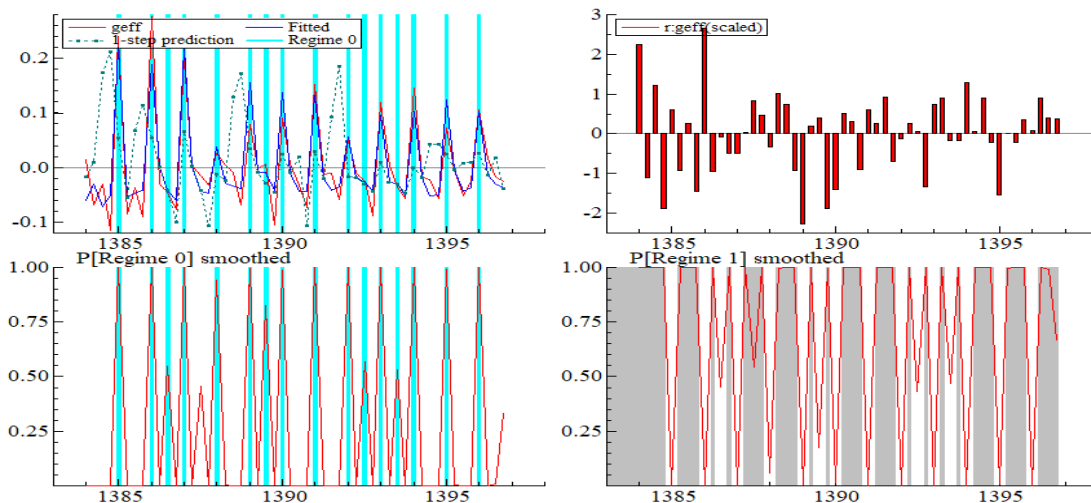 geff Fitted
1-step prediction Regime 0
0.2
0.1
0.0
-0.1
1385 1390 1395
r:geff(scaled)
3
2
1
0
-1
-2
1385 1390 1395
P[Regime 0] smoothed
1.00
0.75
0.50
0.25
1385 1390 1395
P[Regime 1] smoothed
1.00
0.75
0.50
0.25
1385 1390 1395